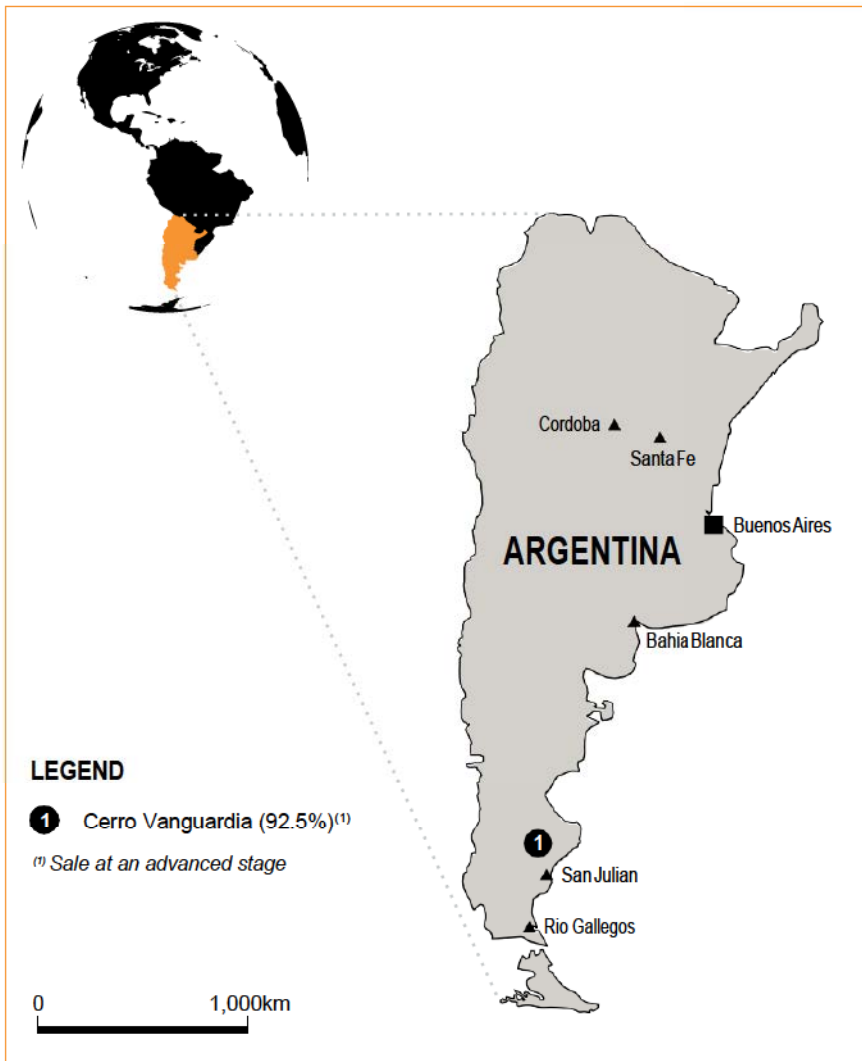 Cordoba
Santa Fe
Buenos Aires
ARGENTINA
Bahia Blanca
LEGEND
1 Cerro Vanguardia (92.5%)(1)
(1) Sale at an advanced stage
1
San Julian
Rio Gallegos
0 1,000km